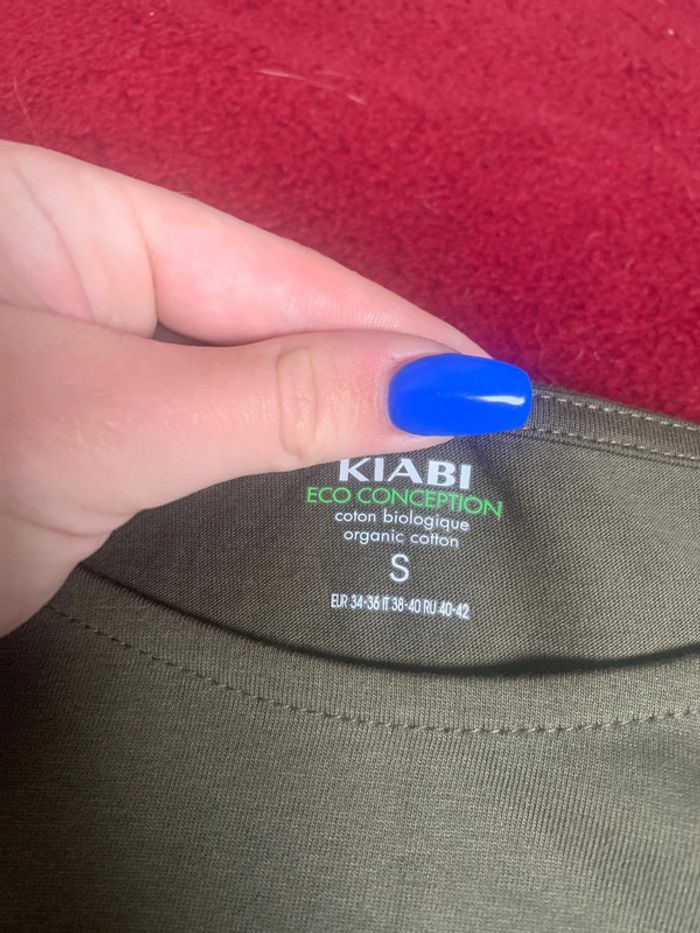 KIABI
ECO CONCEPTION
coton biologique
organic cotton
S
EUR 34-36 IT 38-40 RU 40-42